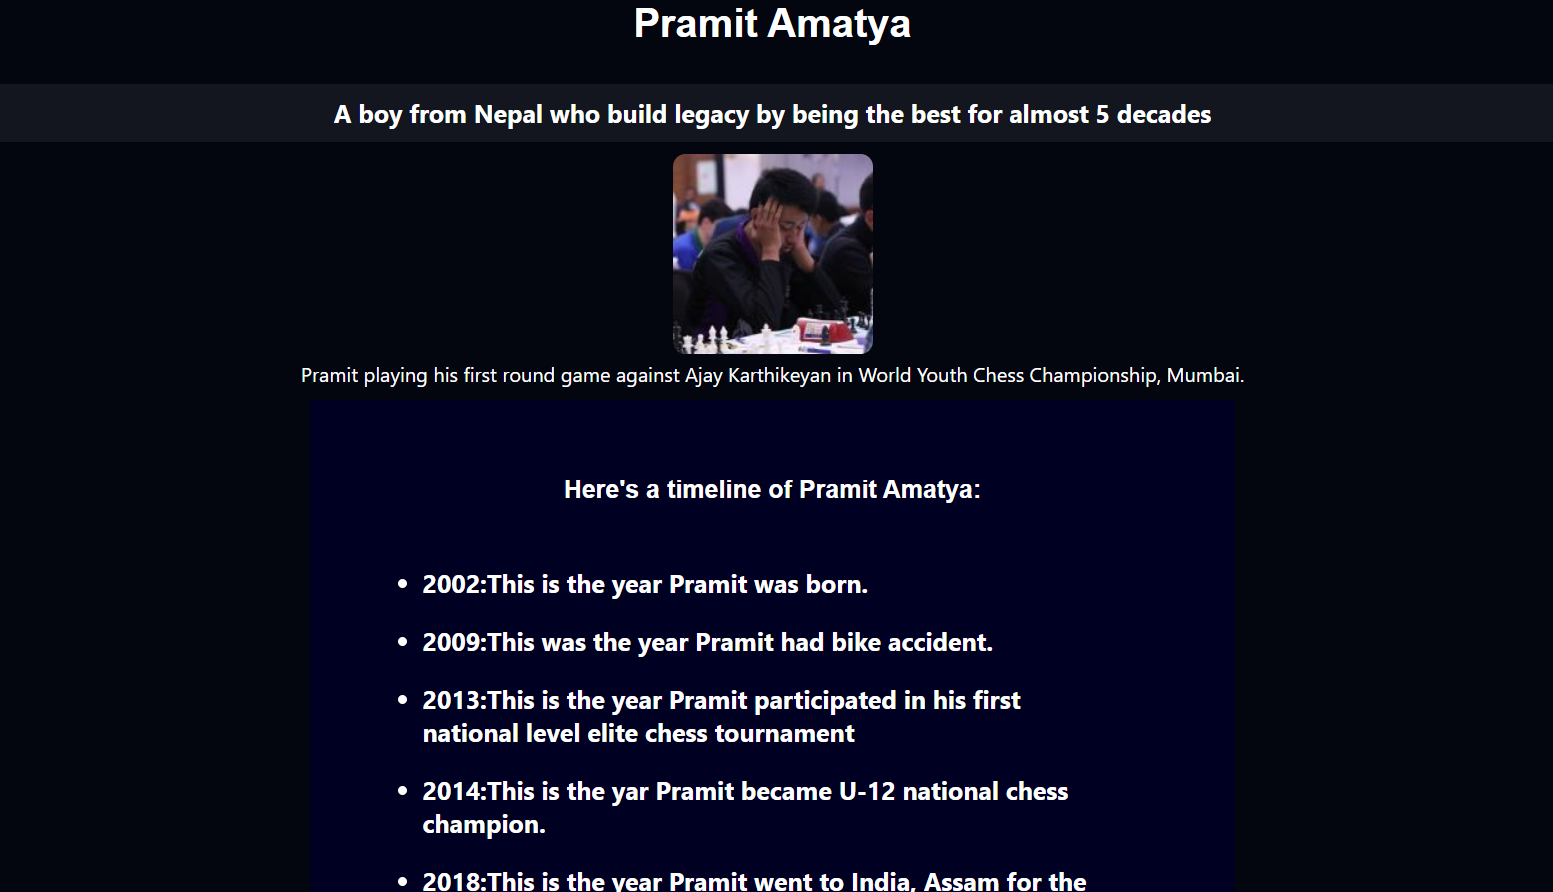 Pramit Amatya
A boy from Nepal who build legacy by being the best for almost 5 decades
Pramit playing his first round game against Ajay Karthikeyan in World Youth Chess Championship, Mumbai.
Here's a timeline of Pramit Amatya:
2002:This is the year Pramit was born.
2009:This was the year Pramit had bike accident.
2013:This is the year Pramit participated in his first
national level elite chess tournament
2014:This is the yar Pramit became U-12 national chess
champion.
2018:This is the year Pramit went to India, Assam for the